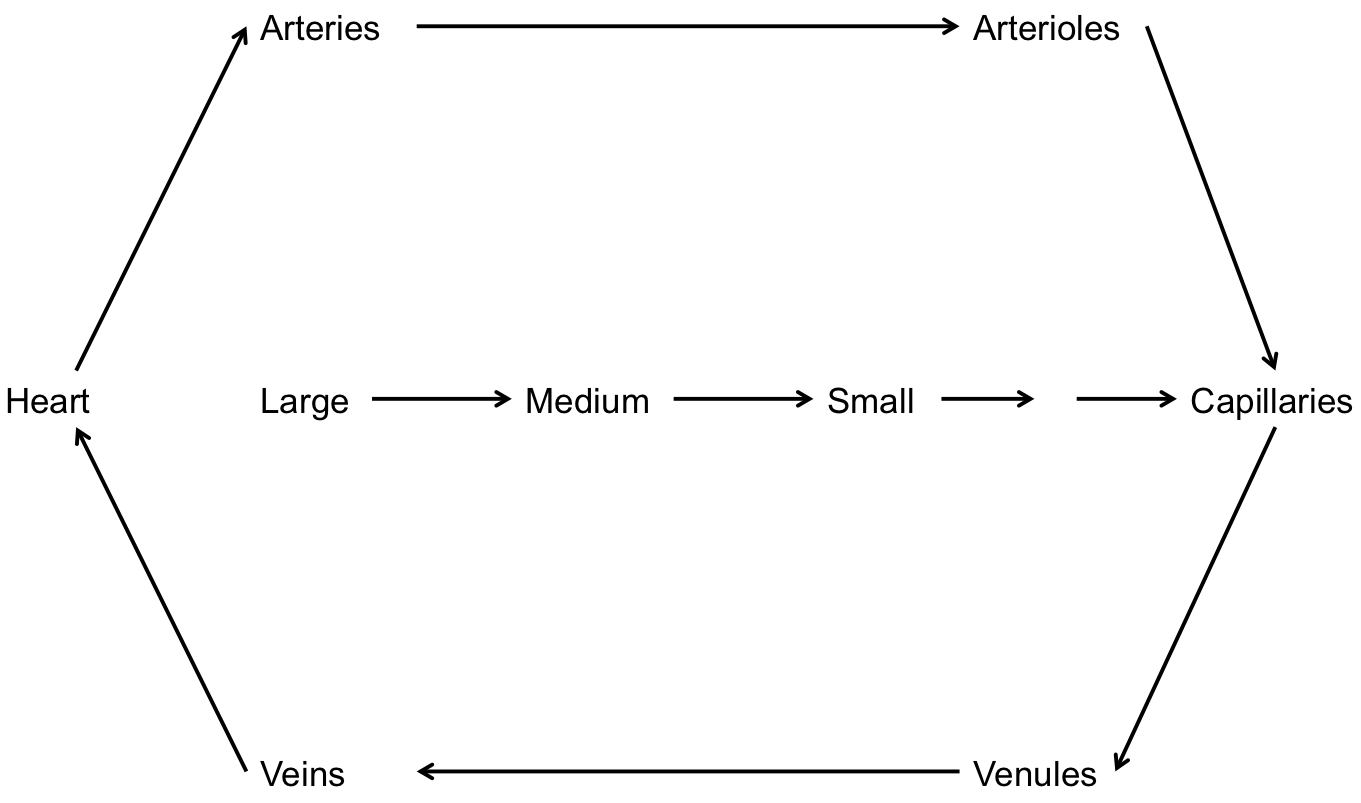 Arteries Arterioles
Heart Large Medium Small Capillaries
Veins Venules